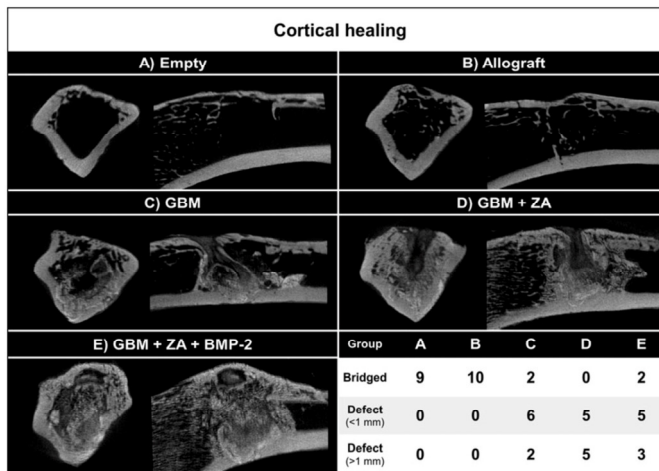 Cortical healing
A) Empty
B) Allograft
C) GBM
D) GBM + ZA
E) GBM + ZA + BMP-2
Group A B C D E
Bridged 9 10 2 0 2
Defect (<1 mm) 0 0 6 5 5
Defect (>1 mm) 0 0 2 5 3